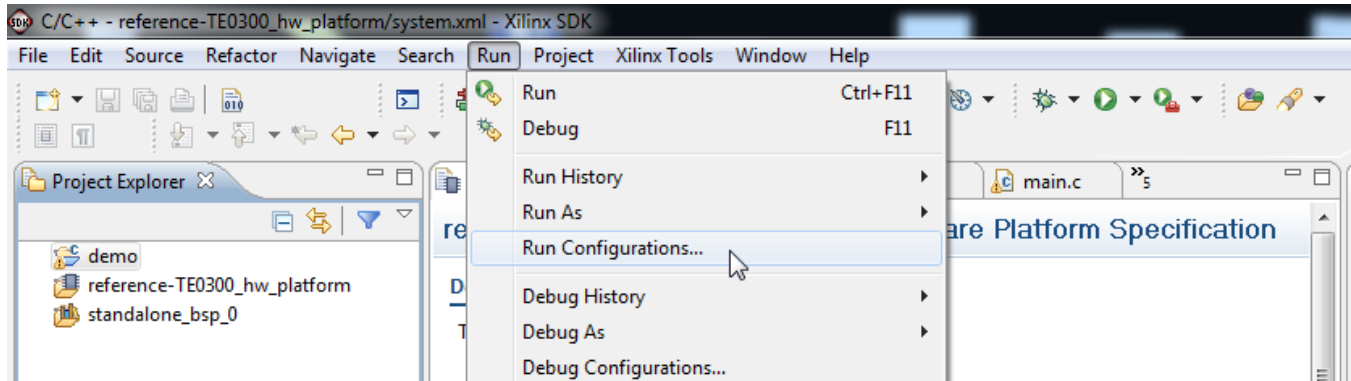 C/C++ - reference-TE0300_hw_platform/system.xml - Xilinx SDK
File Edit Source Refactor Navigate Search Run Project Xilinx Tools Window Help
Run Ctrl+F11
Debug F11
Project Explorer
Run History
main.c
5
Run As
re
are Platform Specification
Run Configurations...
demo
reference-TE0300_hw_platform
D
Debug History
standalone_bsp_0
T
Debug As
Debug Configurations...